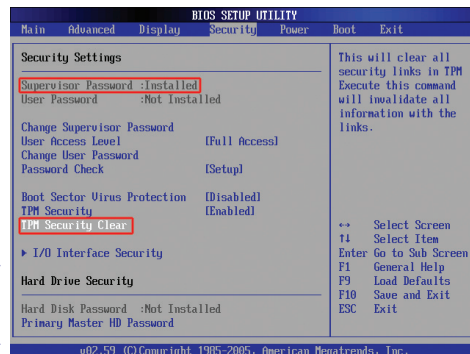 BIOS SETUP UTILITY
Main Advanced Display Security Power Boot Exit
Security Settings
Supervisor Password :Installed
User Password :Not Installed
Change Supervisor Password
User Access Level [Full Access]
Change User Password
Password Check [Setup]
Boot Sector Virus Protection [Disabled]
TPM Security [Enabled]
TPM Security Clear
I/O Interface Security
Hard Drive Security
Hard Disk Password :Not Installed
Primary Master HD Password
This will clear all
security links in TPM
Execute this command
will invalidate all
information with the
links.
↔ Select Screen
↑↓ Select Item
Enter Go to Sub Screen
F1 General Help
F9 Load Defaults
F10 Save and Exit
ESC Exit
v02.59 (C)Copyright 1985-2005, American Megatrends, Inc.